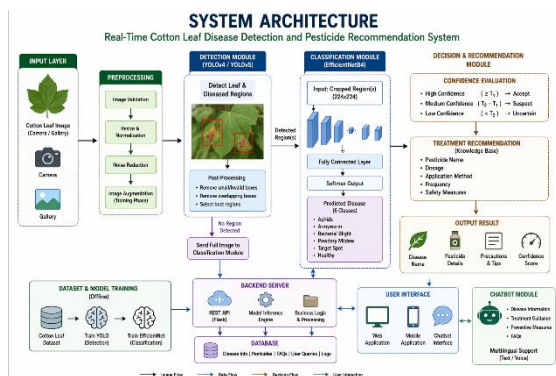 SYSTEM ARCHITECTURE
Real-Time Cotton Leaf Disease Detection and Pesticide Recommendation System
INPUT LAYER
Cotton Leaf Image
(Camera / Gallery)
Camera
Gallery
PREPROCESSING
Image Validation
Resize &
Normalization
Noise Reduction
Image Augmentation
(Training Phase)
DETECTION MODULE
(YOLOv4 / YOLOv5)
Detect Leaf &
Diseased Regions
Post-Processing
• Remove small/invalid boxes
• Remove overlapping boxes
• Select best regions
No Region
Detected
Send Full Image to
Classification Module
Detected
Region(s)
CLASSIFICATION MODULE
(EfficientNetB4)
Input: Cropped Region(s)
Fully Connected Layer
Softmax Output
Predicted Disease
• Aphids
• Armyworm
• Bacterial Blight
• Powdery Mildew
• Target Spot
• Healthy
DECISION & RECOMMENDATION
MODULE
CONFIDENCE EVALUATION
• High Confidence → Accept
• Medium Confidence → Suspect
• Low Confidence → Uncertain
TREATMENT RECOMMENDATION
(Knowledge Base)
• Pesticide Name
• Dosage
• Application Method
• Frequency
• Safety Measures
OUTPUT RESULT
Disease
Name
Pesticide
Details
Precautions
& Tips
Confidence
Score
DATASET & MODEL TRAINING
(Offline)
Cotton Leaf
Dataset
Train YOLO
(Detection)
Train EfficientNet
(Classification)
BACKEND SERVER
REST API
(Flask)
Model Inference
Engine
Business Logic
& Processing
DATABASE
Disease Info | Pesticides | FAQs | User Queries | Logs
USER INTERFACE
Web
Application
Mobile
Application
Chatbot
Interface
CHATBOT MODULE
• Disease Information
• Treatment Guidance
• Preventive Measures
• FAQs
Multilingual Support
(Text / Voice)